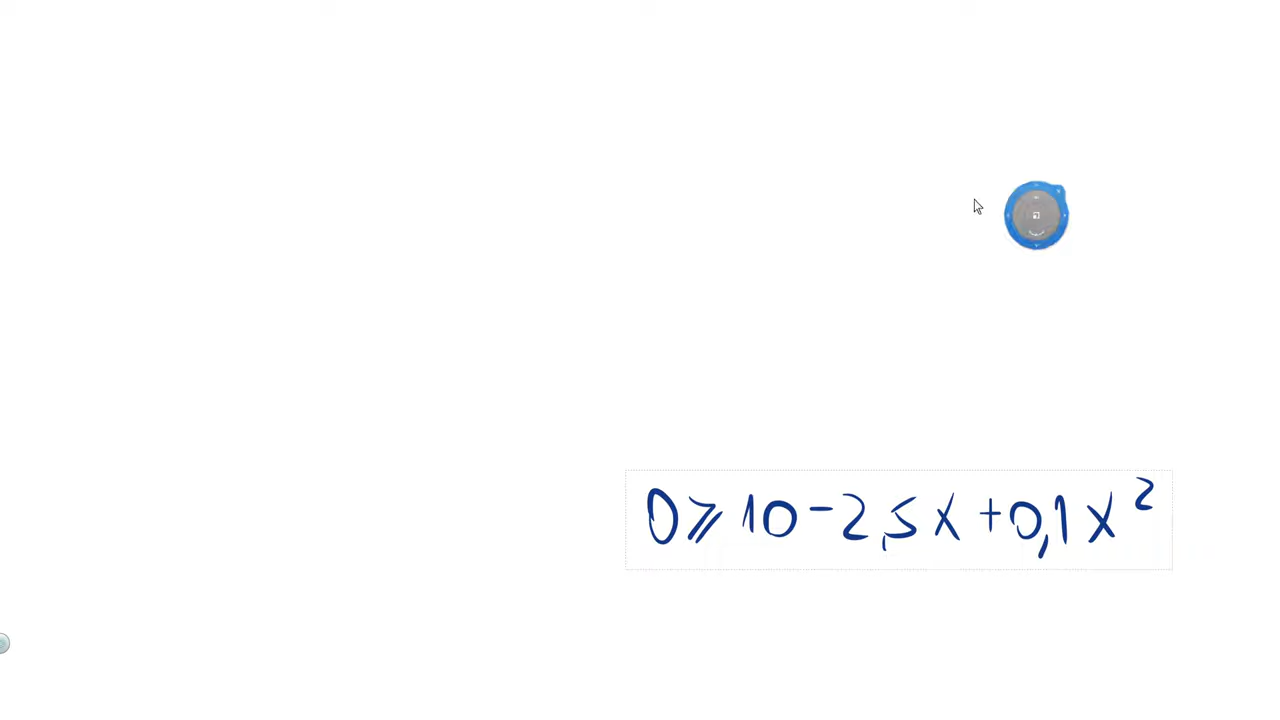 0 ⩾ 10 - 2,5x + 0,1x²